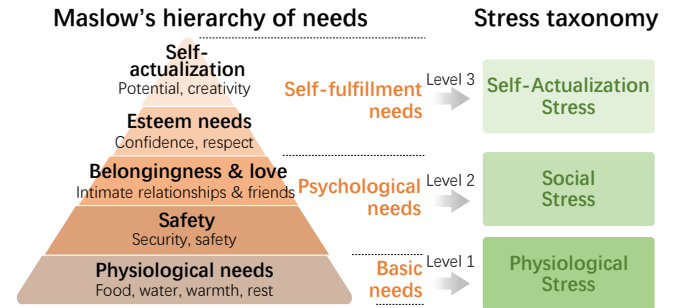 Maslow's hierarchy of needs
Stress taxonomy
Self-
actualization
Potential, creativity
Esteem needs
Confidence, respect
Belongingness & love
Intimate relationships & friends
Safety
Security, safety
Physiological needs
Food, water, warmth, rest
Self-fulfillment
needs
Psychological
needs
Basic
needs
Level 3
Level 2
Level 1
Self-Actualization
Stress
Social
Stress
Physiological
Stress